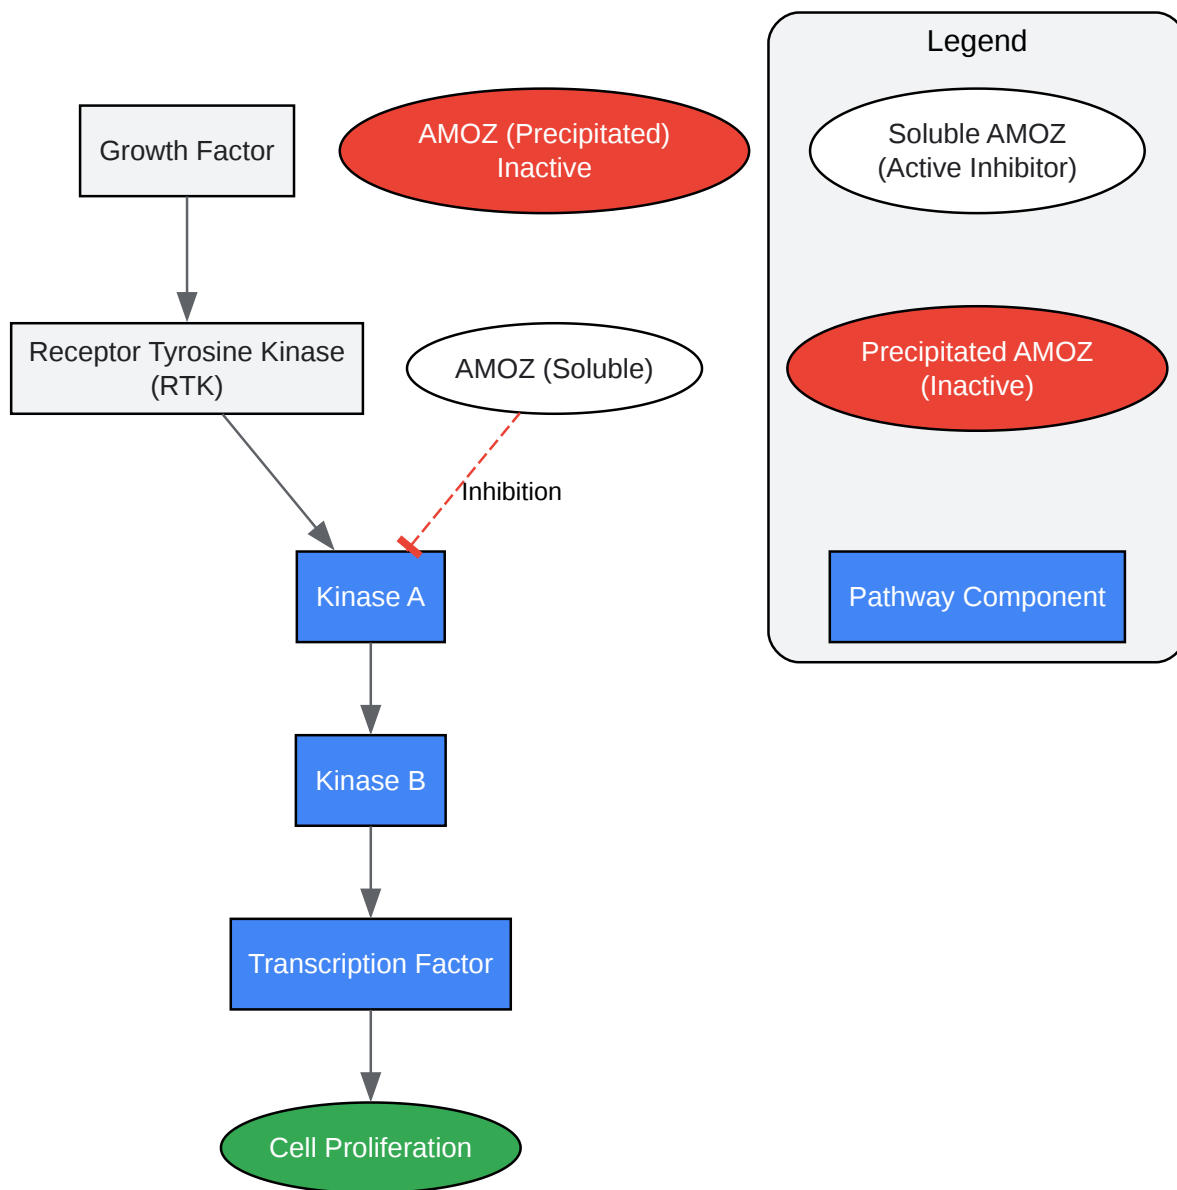 Legend
Growth Factor
AMOZ (Precipitated)
Inactive
Soluble AMOZ
(Active Inhibitor)
Receptor Tyrosine Kinase
(RTK)
AMOZ (Soluble)
Precipitated AMOZ
(Inactive)
Inhibition
Kinase A
Pathway Component
Kinase B
Transcription Factor
Cell Proliferation